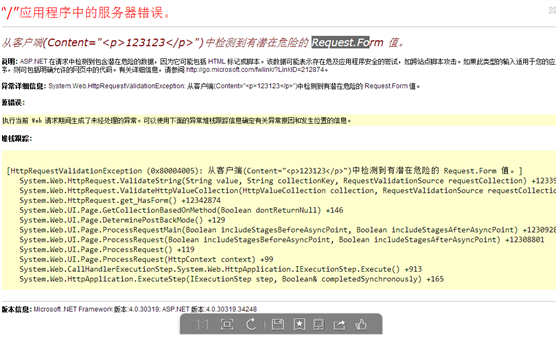 “/”应用程序中的服务器错误。
从客户端(Content="<p>123123</p>")中检测到有潜在危险的 Request.Form 值。
说明: ASP.NET 在请求中检测到包含潜在危险的数据，因为它可能包括 HTML 标记或脚本。该数据可能表示存在危及应用程序安全的尝试，如跨站点脚本攻击。如果此类型的输入适用于您的应
序，则可包括明确允许的网页中的代码。有关详细信息，请参阅 http://go.microsoft.com/fwlink/?LinkID=212874。
异常详细信息: System.Web.HttpRequestValidationException: 从客户端(Content="<p>123123</p>")中检测到有潜在危险的 Request.Form 值。
源错误:
执行当前 Web 请求期间生成了未经处理的异常。可以使用下面的异常堆栈跟踪信息确定有关异常原因和发生位置的信息。
堆栈跟踪:
[HttpRequestValidationException (0x80004005): 从客户端(Content="<p>123123</p>")中检测到有潜在危险的 Request.Form 值。]
System.Web.HttpRequest.ValidateString(String value, String collectionKey, RequestValidationSource requestCollection) +12339
System.Web.HttpRequest.ValidateHttpValueCollection(HttpValueCollection collection, RequestValidationSource requestCollection
System.Web.HttpRequest.get_HasForm() +12342874
System.Web.UI.Page.GetCollectionBasedOnMethod(Boolean dontReturnNull) +146
System.Web.UI.Page.DeterminePostBackMode() +129
System.Web.UI.Page.ProcessRequestMain(Boolean includeStagesBeforeAsyncPoint, Boolean includeStagesAfterAsyncPoint) +1230928
System.Web.UI.Page.ProcessRequest(Boolean includeStagesBeforeAsyncPoint, Boolean includeStagesAfterAsyncPoint) +12308801
System.Web.UI.Page.ProcessRequest() +119
System.Web.UI.Page.ProcessRequest(HttpContext context) +99
System.Web.CallHandlerExecutionStep.System.Web.HttpApplication.IExecutionStep.Execute() +913
System.Web.HttpApplication.ExecuteStep(IExecutionStep step, Boolean& completedSynchronously) +165
版本信息: Microsoft .NET Framework 版本:4.0.30319; ASP.NET 版本:4.0.30319.34248
1:1